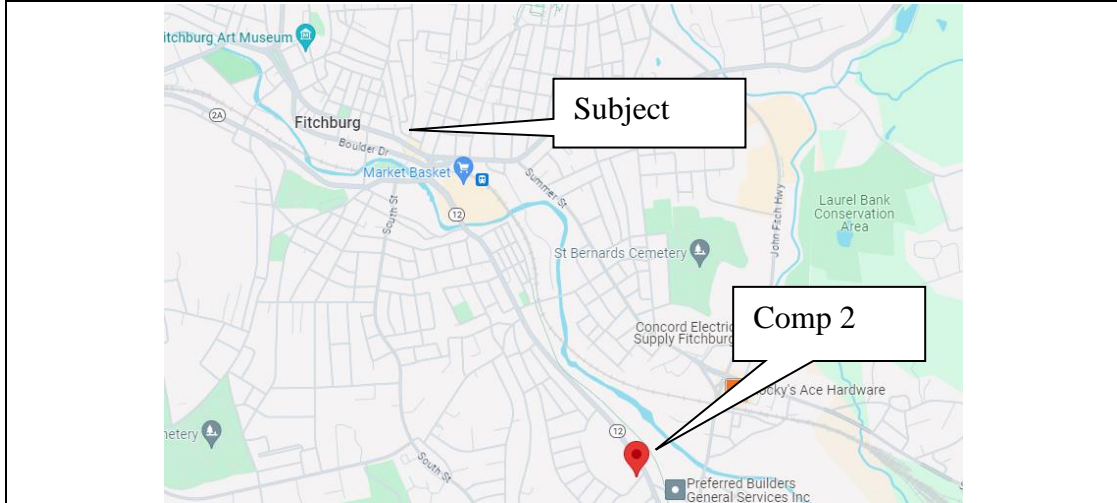 itchburg Art Museum
2A
Fitchburg
Subject
Boulder Dr
Market Basket
South St
12
Summer St
John Fitch Hwy
Laurel Bank
Conservation
Area
St Bernards Cemetery
Concord Electri
Supply Fitchburg
Comp 2
ocky's Ace Hardware
metery
12
South St
Preferred Builders
General Services Inc